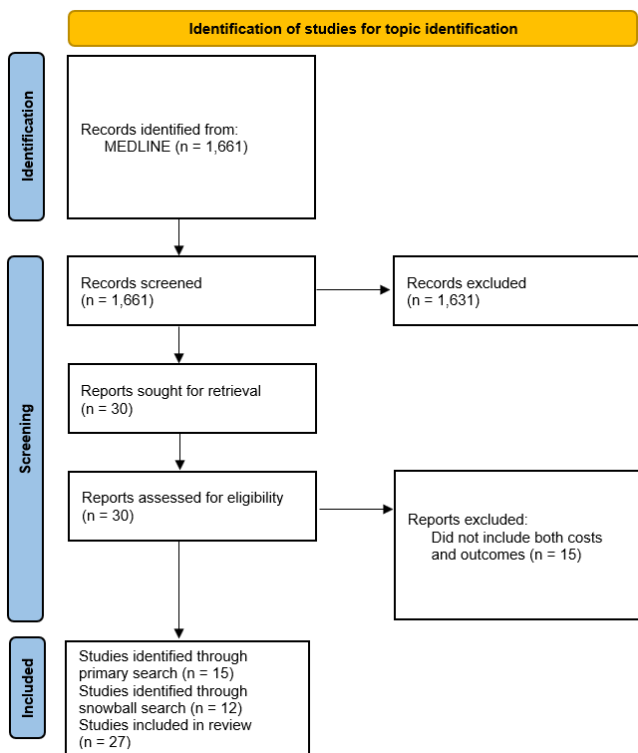 Identification of studies for topic identification
Identification
Records identified from:
MEDLINE (n = 1,661)
Screening
Records screened
(n = 1,661)
Records excluded
(n = 1,631)
Reports sought for retrieval
(n = 30)
Reports assessed for eligibility
(n = 30)
Reports excluded:
Did not include both costs
and outcomes (n = 15)
Included
Studies identified through
primary search (n = 15)
Studies identified through
snowball search (n = 12)
Studies included in review
(n = 27)